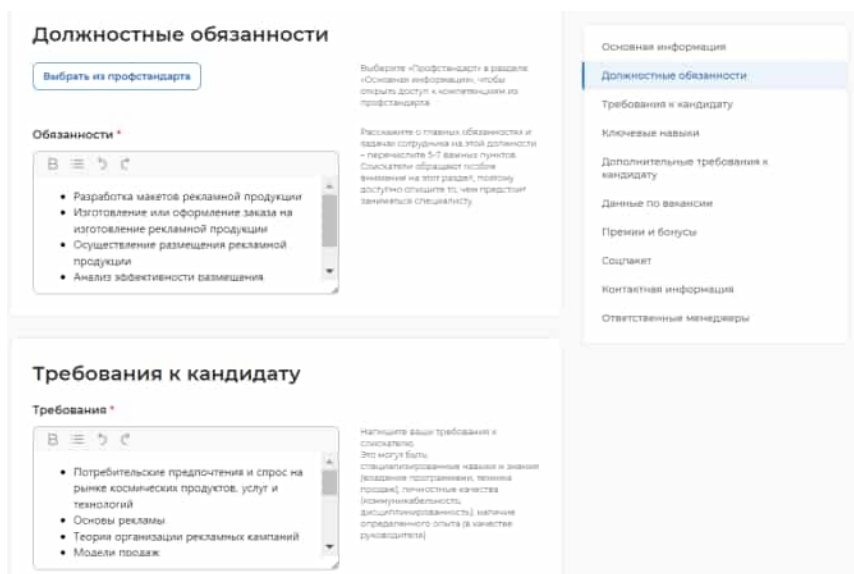 Должностные обязанности
Выбрать из профстандарта
Выберите «Профстандарт» в разделе
«Основная информация», чтобы
открыть доступ к компетенциям из
профстандарта
Обязанности *
B
Разработка макетов рекламной продукции
Изготовление или оформление заказа на
изготовление рекламной продукции
Осуществление размещения рекламной
продукции
Анализ эффективности размещения
Расскажите о главных обязанностях и
задачах сотрудника на этой должности
– перечислите 5-7 важных пунктов.
Соискатели обращают особое
внимание на этот раздел, поэтому
доступно опишите то, чем предстоит
заниматься специалисту.
Требования к кандидату
Требования *
B
Потребительские предпочтения и спрос на
рынке космических продуктов, услуг и
технологий
Основы рекламы
Теория организации рекламных кампаний
Модели продаж
Напишите ваши требования к
соискателю.
Это могут быть:
специализированные навыки и знания
(владение программами, техника
продаж), личностные качества
(коммуникабельность,
дисциплинированность), наличие
определенного опыта (в качестве
руководителя)
Основная информация
Должностные обязанности
Требования к кандидату
Ключевые навыки
Дополнительные требования к
кандидату
Данные по вакансии
Премии и бонусы
Соцпакет
Контактная информация
Ответственные менеджеры